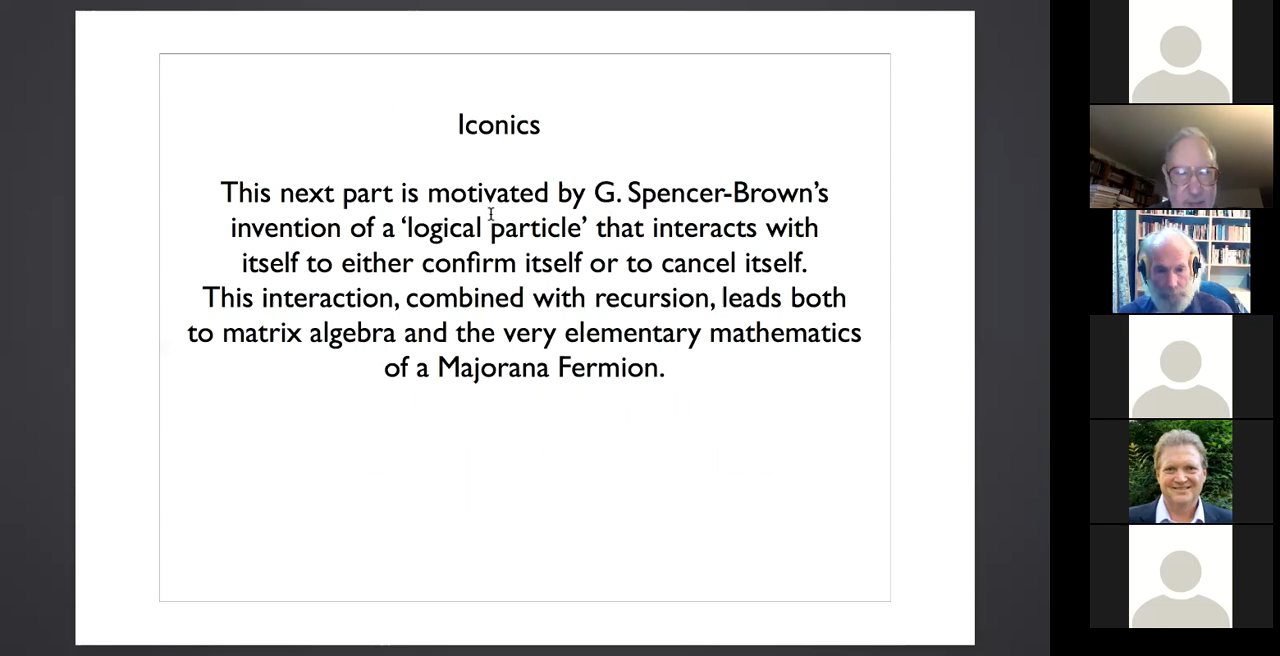 Iconics
This next part is motivated by G. Spencer-Brown’s
invention of a ‘logical particle’ that interacts with
itself to either confirm itself or to cancel itself.
This interaction, combined with recursion, leads both
to matrix algebra and the very elementary mathematics
of a Majorana Fermion.